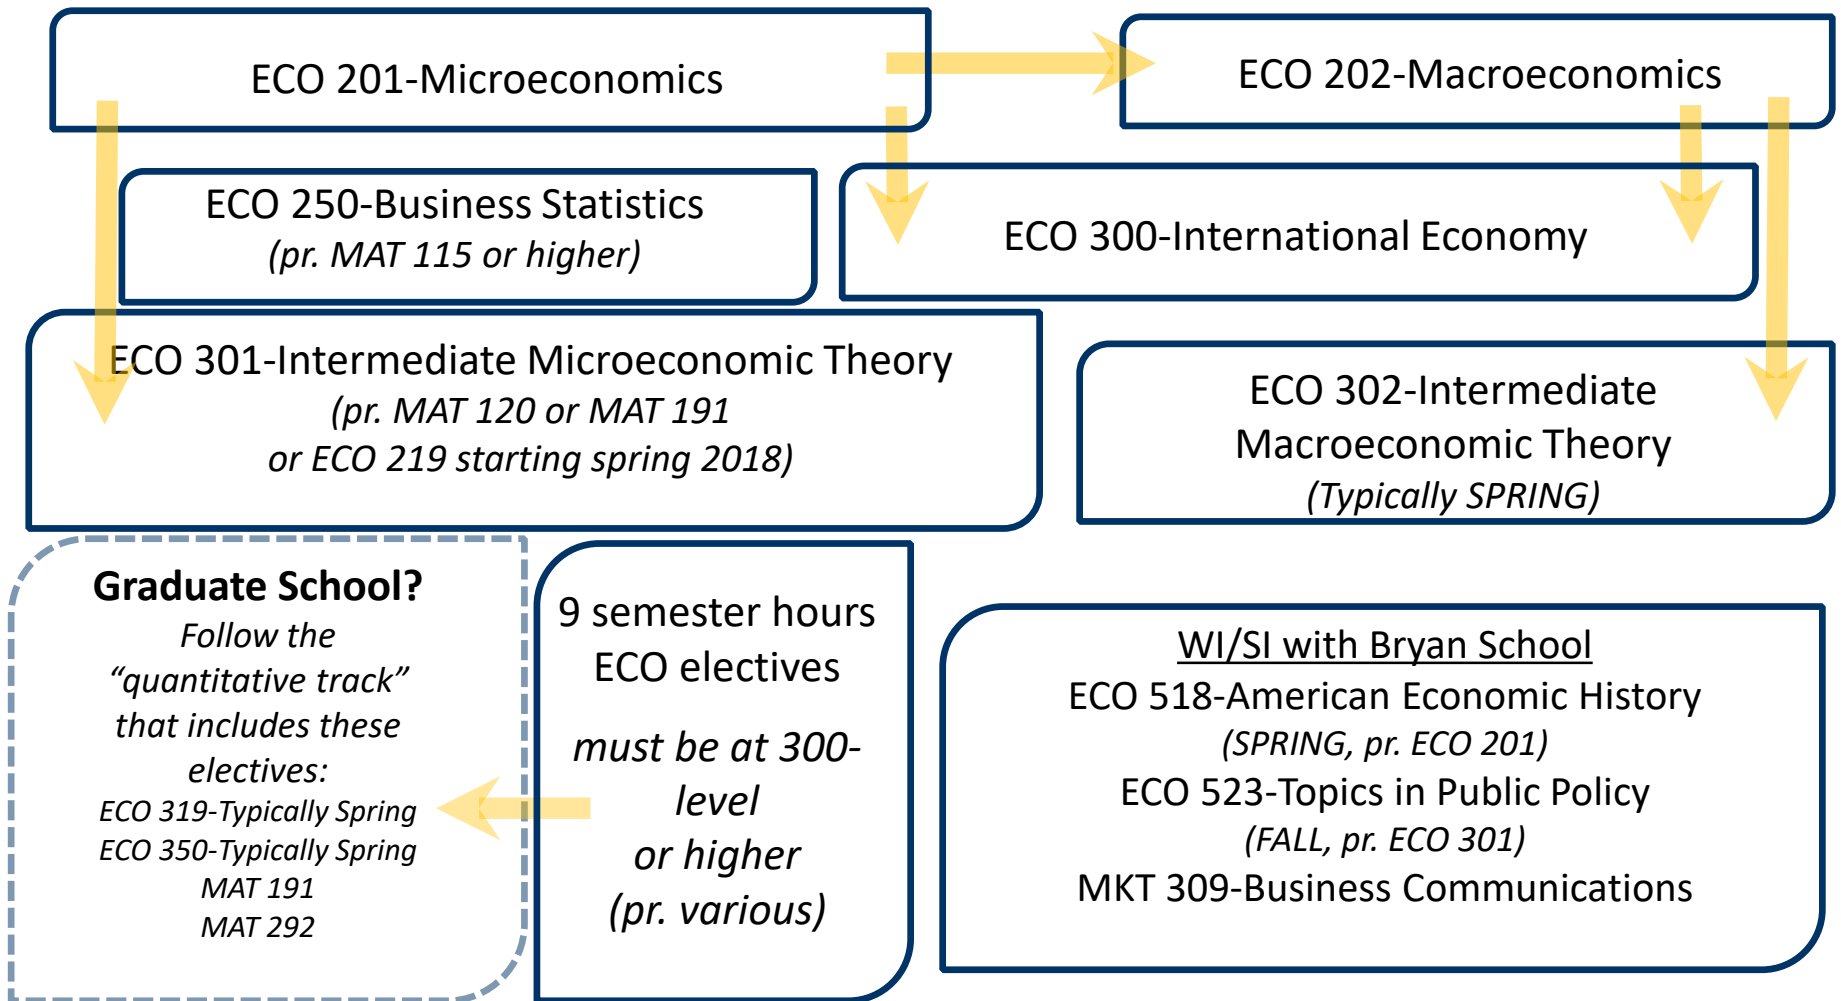 ECO 201-Microeconomics
ECO 202-Macroeconomics
ECO 250-Business Statistics
(pr. MAT 115 or higher)
ECO 300-International Economy
ECO 301-Intermediate Microeconomic Theory
(pr. MAT 120 or MAT 191
or ECO 219 starting spring 2018)
ECO 302-Intermediate
Macroeconomic Theory
(Typically SPRING)
Graduate School?
Follow the
“quantitative track”
that includes these
electives:
ECO 319-Typically Spring
ECO 350-Typically Spring
MAT 191
MAT 292
9 semester hours
ECO electives
must be at 300-
level
or higher
(pr. various)
WI/SI with Bryan School
ECO 518-American Economic History
(SPRING, pr. ECO 201)
ECO 523-Topics in Public Policy
(FALL, pr. ECO 301)
MKT 309-Business Communications